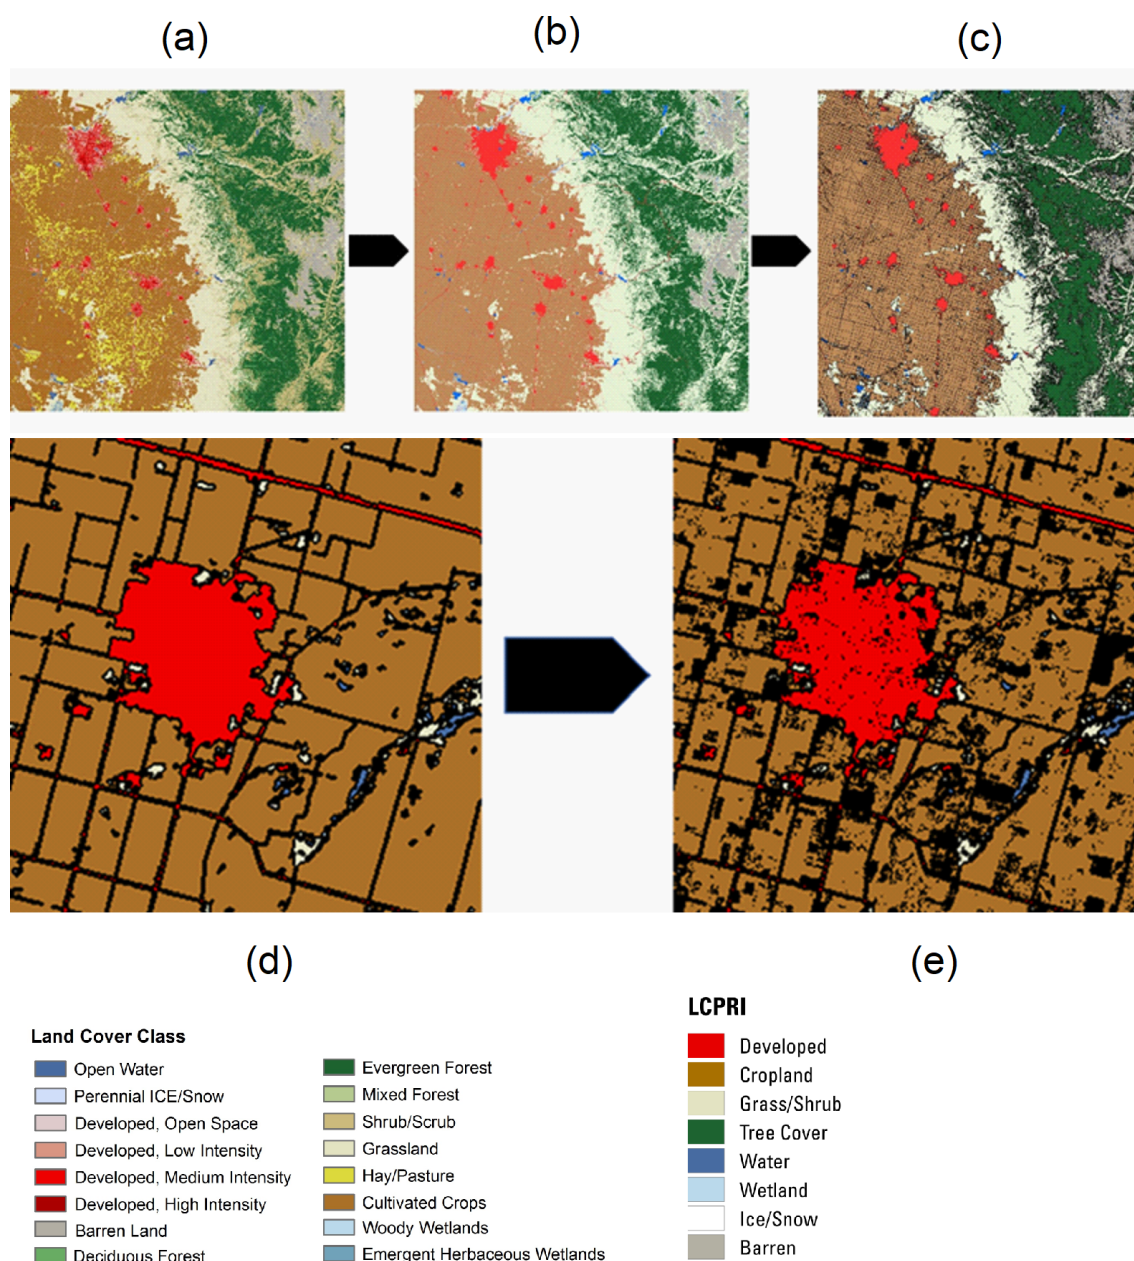 (a)
(b)
(c)
(d)
(e)
Land Cover Class
Open Water
Perennial ICE/Snow
Developed, Open Space
Developed, Low Intensity
Developed, Medium Intensity
Developed, High Intensity
Barren Land
Deciduous Forest
Evergreen Forest
Mixed Forest
Shrub/Scrub
Grassland
Hay/Pasture
Cultivated Crops
Woody Wetlands
Emergent Herbaceous Wetlands
LCPRI
Developed
Cropland
Grass/Shrub
Tree Cover
Water
Wetland
Ice/Snow
Barren